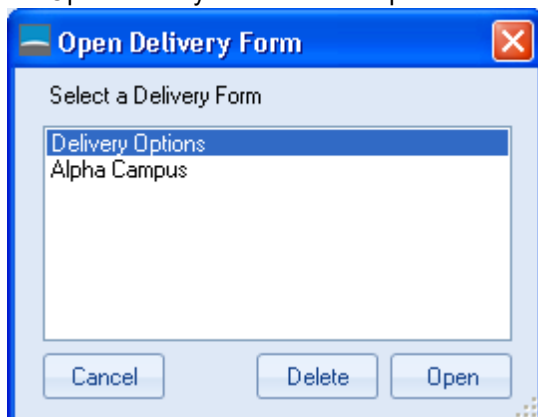 Open Delivery Form
Select a Delivery Form
Delivery Options
Alpha Campus
Cancel Delete Open